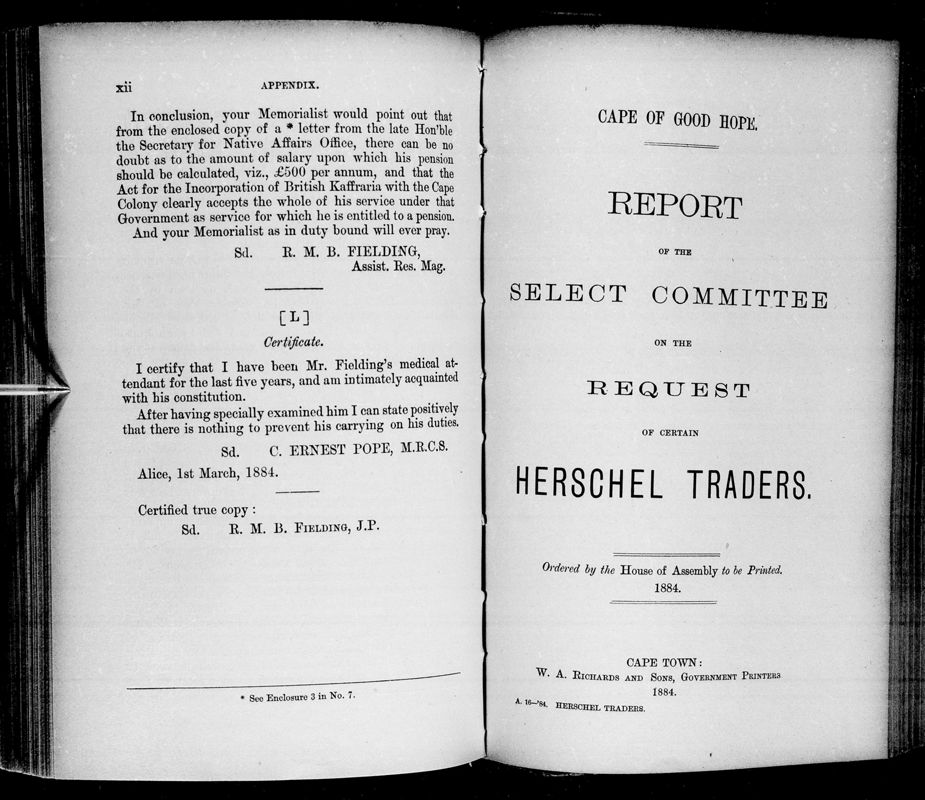 xii
APPENDIX.
In conclusion, your Memorialist would point out that
from the enclosed copy of a * letter from the late Hon'ble
the Secretary for Native Affairs Office, there can be no
doubt as to the amount of salary upon which his pension
should be calculated, viz., £500 per annum, and that the
Act for the Incorporation of British Kaffraria with the Cape
Colony clearly accepts the whole of his service under that
Government as service for which he is entitled to a pension.
And your Memorialist as in duty bound will ever pray.
Sd. R. M. B. FIELDING,
Assist. Res. Mag.
[L]
Certificate.
I certify that I have been Mr. Fielding's medical at-
tendant for the last five years, and am intimately acquainted
with his constitution.
After having specially examined him I can state positively
that there is nothing to prevent his carrying on his duties.
Sd. C. ERNEST POPE, M.R.C.S.
Alice, 1st March, 1884.
Certified true copy :
Sd. R. M. B. FIELDING, J.P.
* See Enclosure 3 in No. 7.
CAPE OF GOOD HOPE.
REPORT
OF THE
SELECT COMMITTEE
ON THE
REQUEST
OF CERTAIN
HERSCHEL TRADERS.
Ordered by the House of Assembly to be Printed.
1884.
CAPE TOWN:
W. A. RICHARDS AND SONS, GOVERNMENT PRINTERS
1884.
A. 16—'84. HERSCHEL TRADERS.